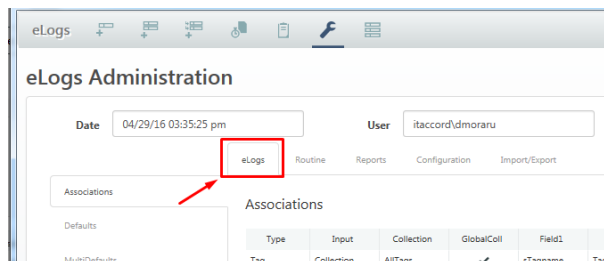 eLogs
eLogs Administration
Date 04/29/16 03:35:25 pm User itaccord\dmoraru
eLogs Routine Reports Configuration Import/Export
Associations
Associations
Defaults
Type Input Collection GlobalColl Field1
MultiDefaults
Tag Collection AllTags sTagname